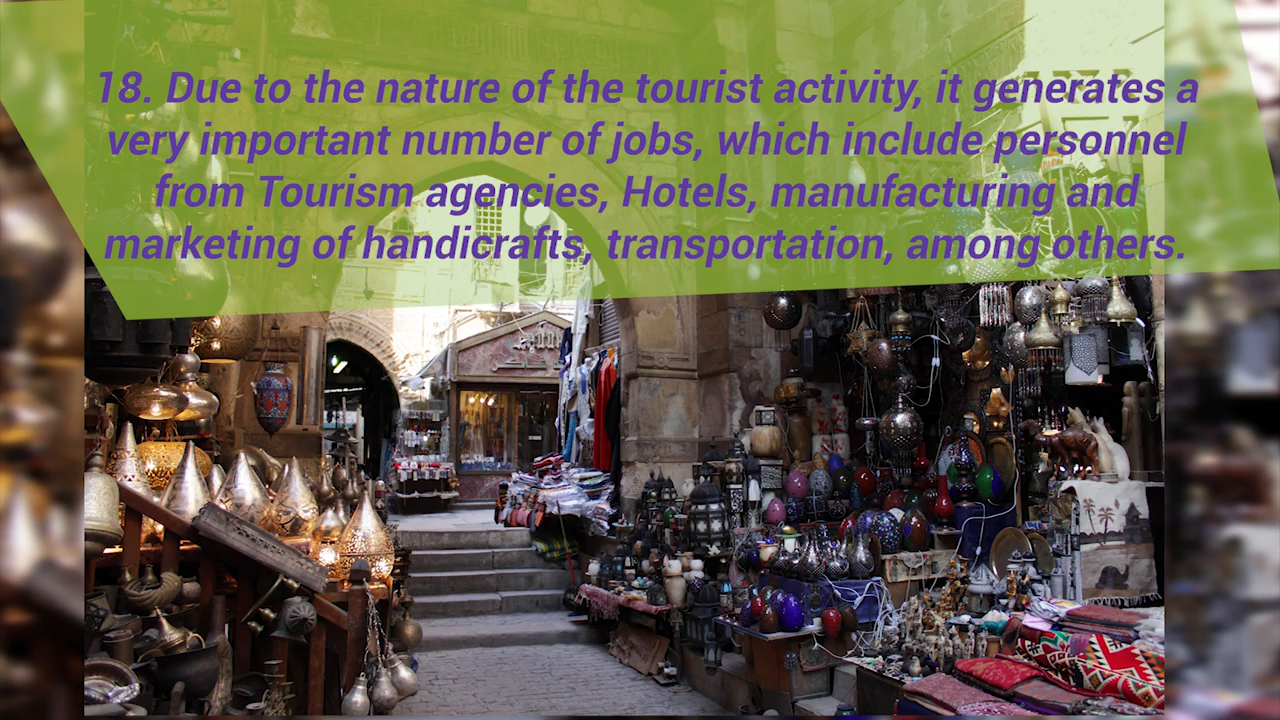 18. Due to the nature of the tourist activity, it generates a
very important number of jobs, which include personnel
from Tourism agencies, Hotels, manufacturing and
marketing of handicrafts, transportation, among others.